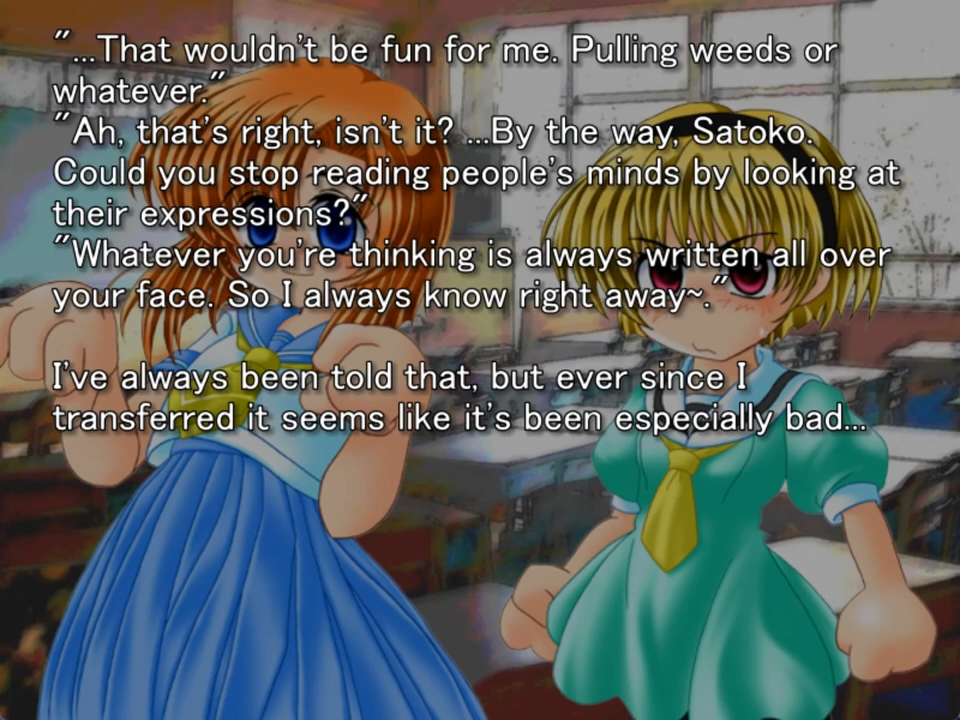 "...That wouldn't be fun for me. Pulling weeds or
whatever."
"Ah, that's right, isn't it? ...By the way, Satoko.
Could you stop reading people's minds by looking at
their expressions?"
"Whatever you're thinking is always written all over
your face. So I always know right away~."
I've always been told that, but ever since I
transferred it seems like it's been especially bad...